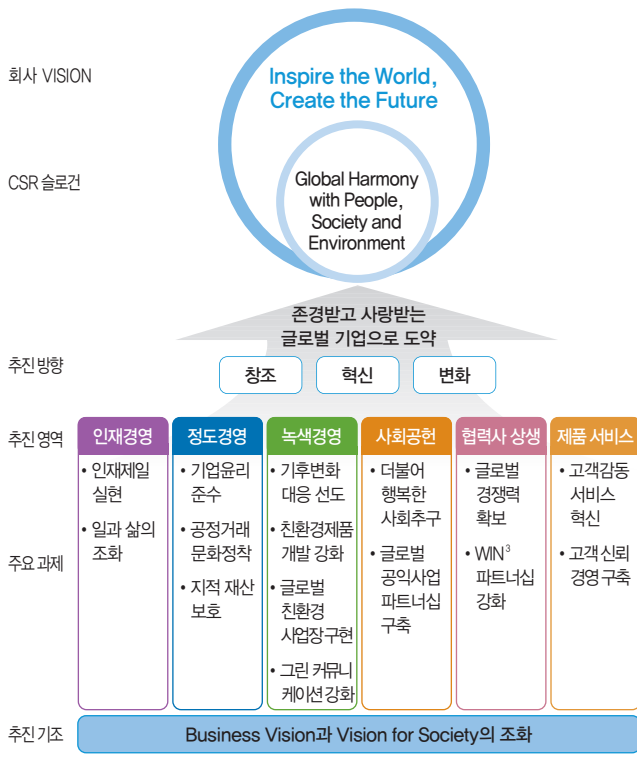 회사 VISION
Inspire the World,
Create the Future
CSR 슬로건
Global Harmony
with People,
Society and
Environment
존경받고 사랑받는
글로벌 기업으로 도약
추진 방향
창조
혁신
변화
추진 영역
인재경영
정도경영
녹색경영
사회공헌
협력사 상생
제품 서비스
주요 과제
• 인재제일
실현
• 일과 삶의
조화
• 기업윤리
준수
• 공정거래
문화정착
• 지적 재산
보호
• 기후변화
대응 선도
• 친환경제품
개발 강화
• 글로벌
친환경
사업장 구현
• 그린 커뮤니
케이션 강화
• 더불어
행복한
사회추구
• 글로벌
공익사업
파트너십
구축
• 글로벌
경쟁력
확보
• WIN³
파트너십
강화
• 고객감동
서비스
혁신
• 고객 신뢰
경영 구축
추진 기조
Business Vision과 Vision for Society의 조화